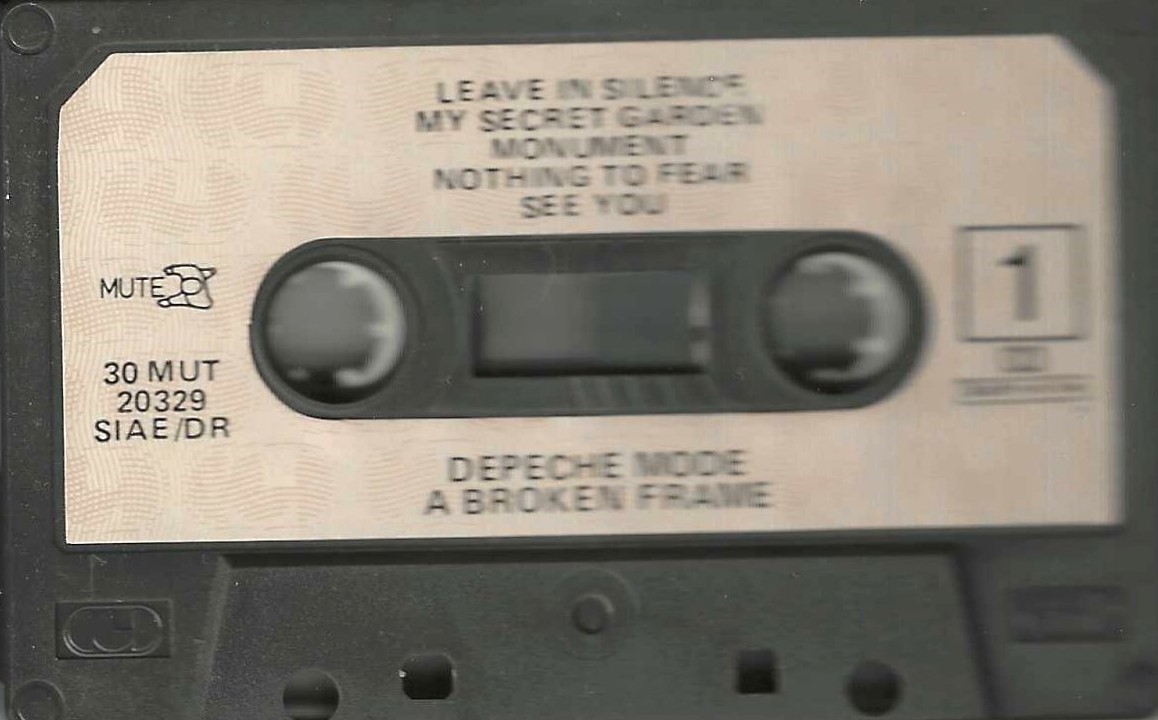 LEAVE IN SILENCE
MY SECRET GARDEN
MONUMENT
NOTHING TO FEAR
SEE YOU
MUTE
1
30 MUT
20329
SIAE/DR
DEPECHE MODE
A BROKEN FRAME